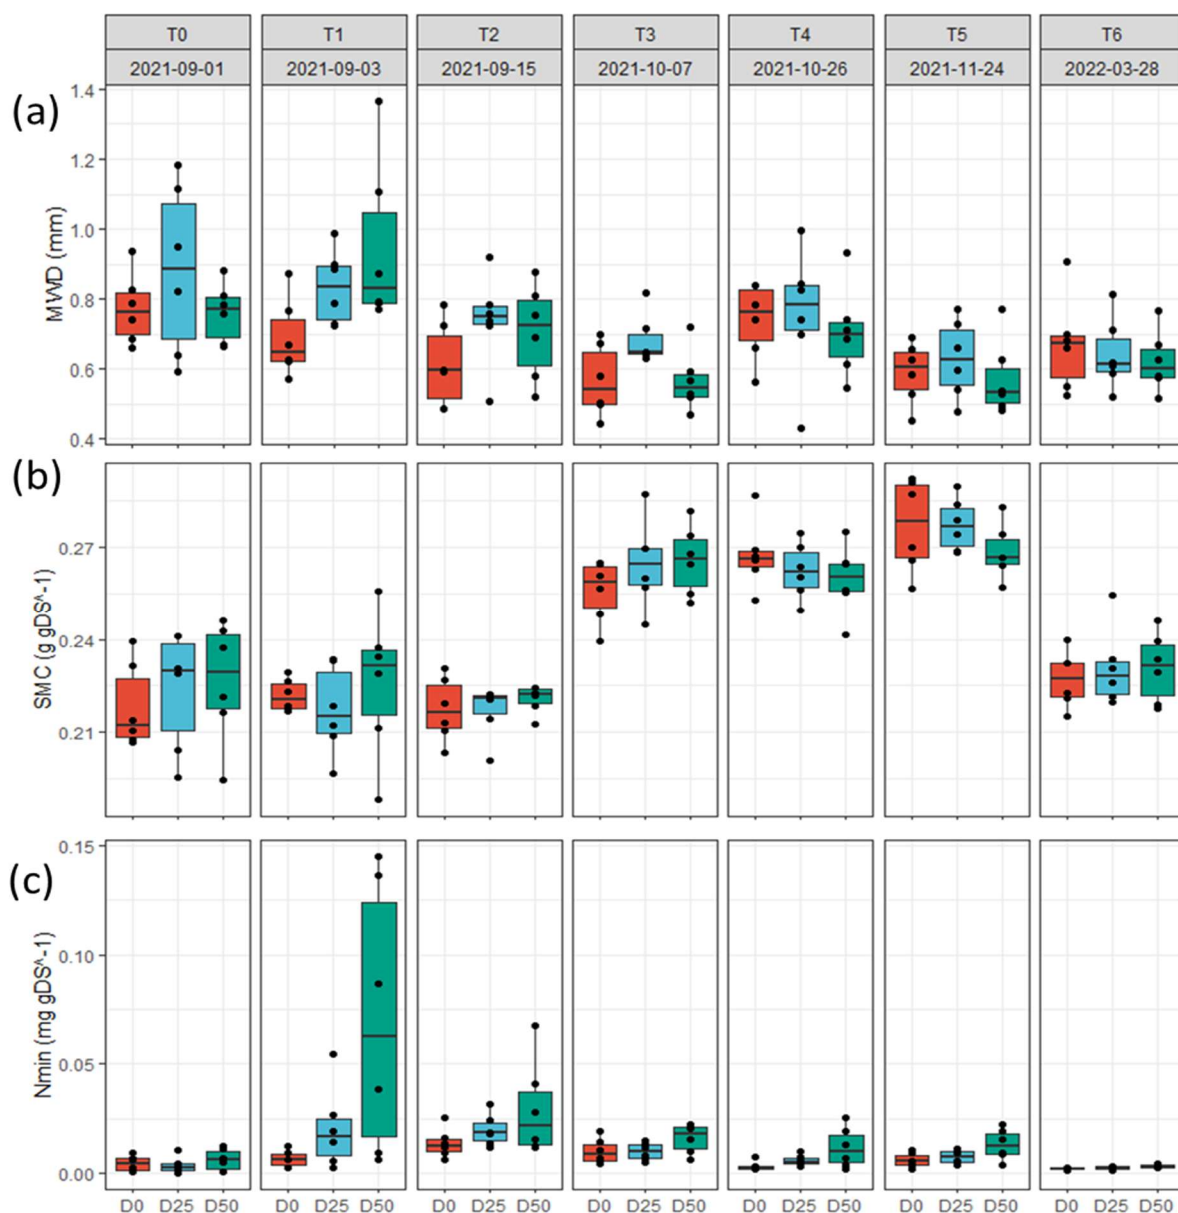 T0 T1 T2 T3 T4 T5 T6
2021-09-01 2021-09-03 2021-09-15 2021-10-07 2021-10-26 2021-11-24 2022-03-28
(a)
MWD (mm)
1.4
1.2
1.0
0.8
0.6
0.4
(b)
SMC (g gDS^-1)
0.27
0.24
0.21
(c)
Nmin (mg gDS^-1)
0.15
0.10
0.05
0.00
D0 D25 D50 D0 D25 D50 D0 D25 D50 D0 D25 D50 D0 D25 D50 D0 D25 D50 D0 D25 D50